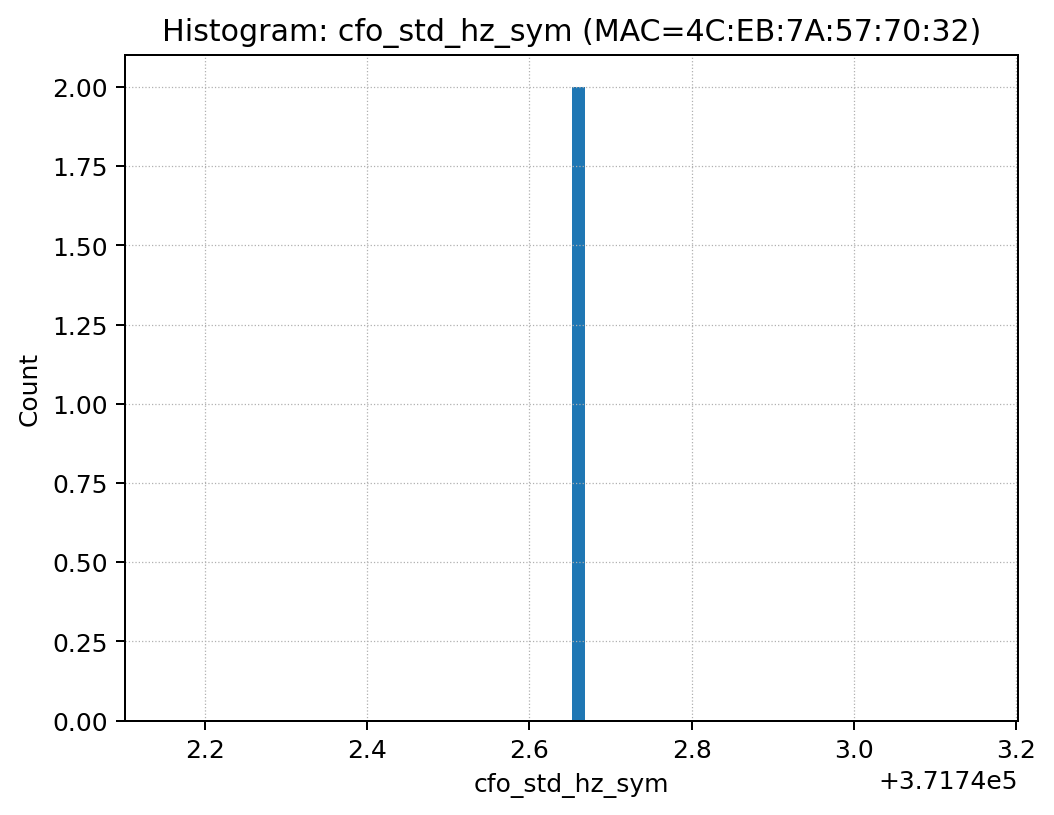 Histogram: cfo_std_hz_sym (MAC=4C:EB:7A:57:70:32)
2.00
1.75
1.50
1.25
1.00
0.75
0.50
0.25
0.00
Count
2.2 2.4 2.6 2.8 3.0 3.2
cfo_std_hz_sym
+3.7174e5